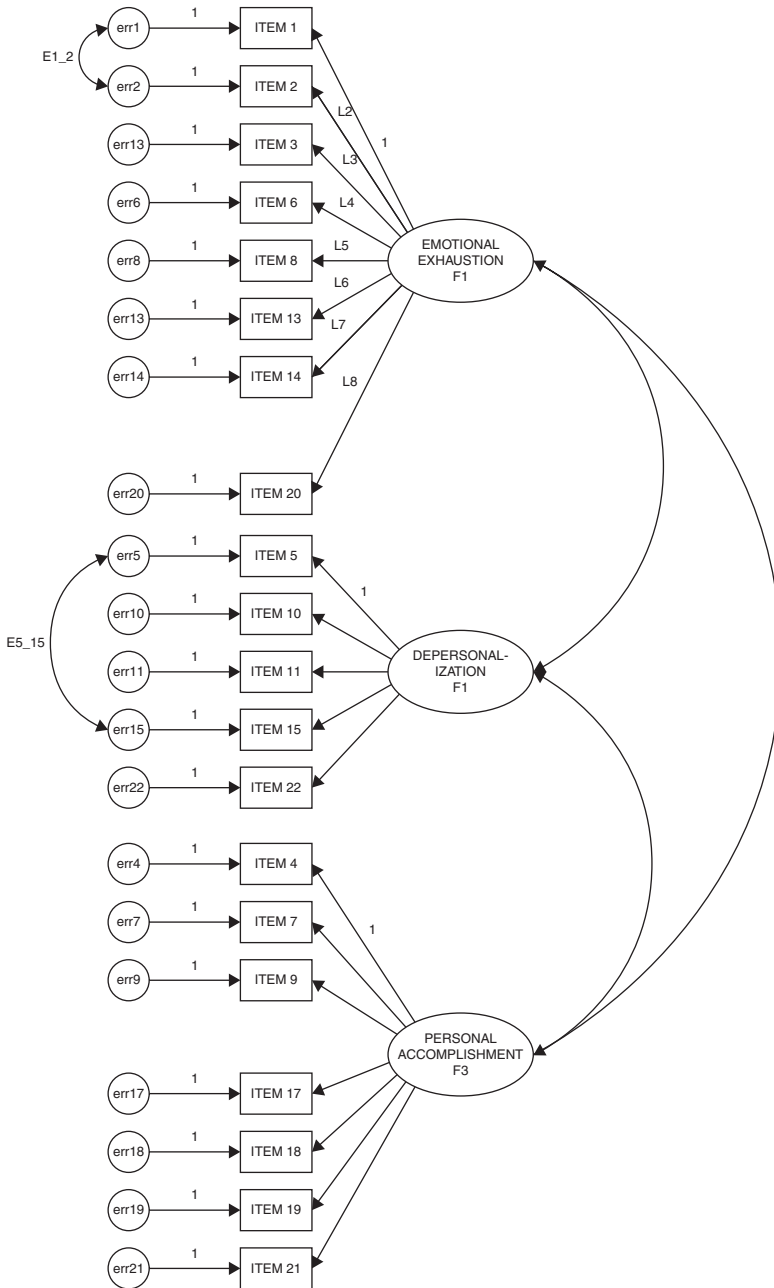 err1 1 ITEM 1
E1_2
err2 1 ITEM 2
L2
1
err13 1 ITEM 3
L3
err6 1 ITEM 6
L4
err8 1 ITEM 8
L5
EMOTIONAL
EXHAUSTION
F1
L6
err13 1 ITEM 13
L7
err14 1 ITEM 14
L8
err20 1 ITEM 20
err5 1 ITEM 5
1
err10 1 ITEM 10
E5_15
err11 1 ITEM 11
DEPERSONAL-
IZATION
F1
err15 1 ITEM 15
err22 1 ITEM 22
err4 1 ITEM 4
1
err7 1 ITEM 7
err9 1 ITEM 9
PERSONAL
ACCOMPLISHMENT
F3
err17 1 ITEM 17
err18 1 ITEM 18
err19 1 ITEM 19
err21 1 ITEM 21